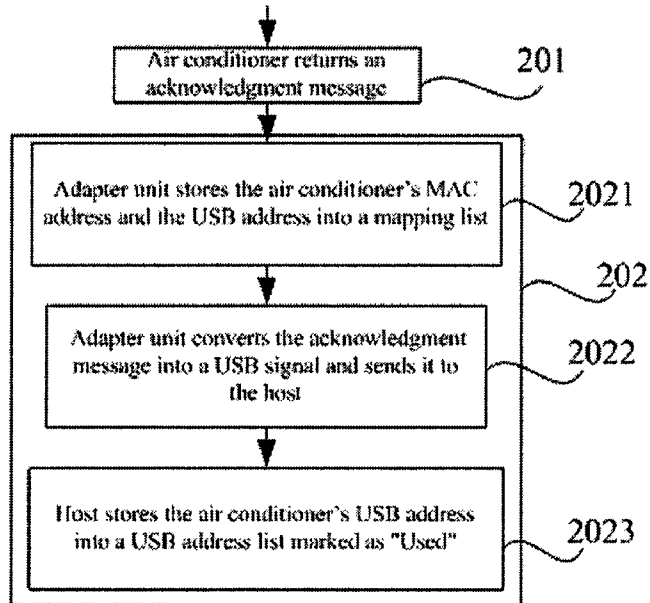 Air conditioner returns an
acknowledgment message
201
Adapter unit stores the air conditioner's MAC
address and the USB address into a mapping list
2021
202
Adapter unit converts the acknowledgment
message into a USB signal and sends it to
the host
2022
Host stores the air conditioner's USB address
into a USB address list marked as "Used"
2023